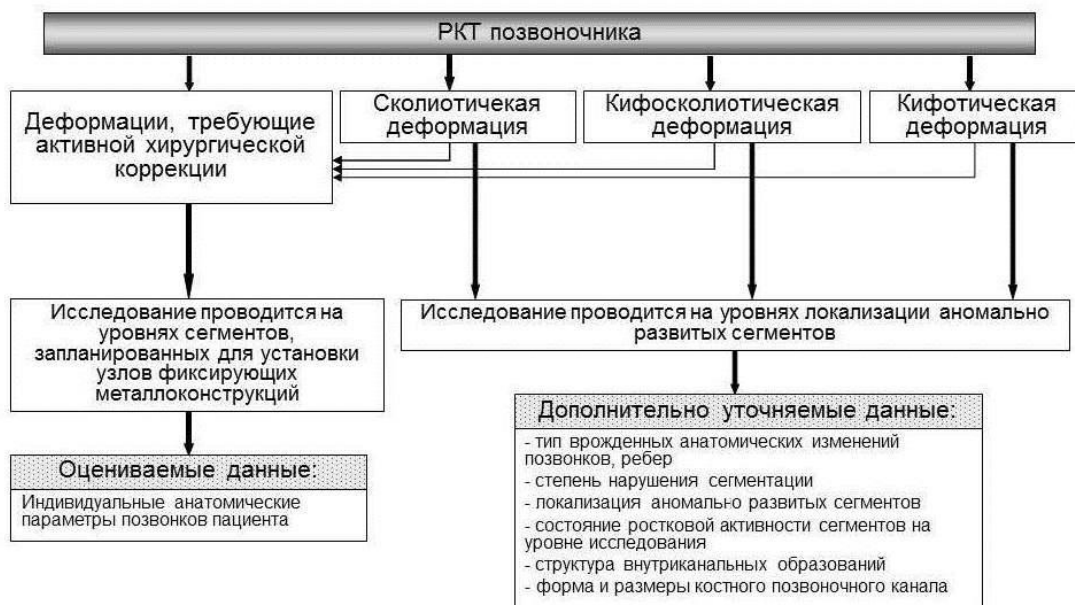 РКТ позвоночника
Деформации, требующие
активной хирургической
коррекции
Сколиотичекая
деформация
Кифосколиотическая
деформация
Кифотическая
деформация
Исследование проводится на
уровнях сегментов,
запланированных для установки
узлов фиксирующих
металлоконструкций
Исследование проводится на уровнях локализации аномально
развитых сегментов
Оцениваемые данные:
Индивидуальные анатомические
параметры позвонков пациента
Дополнительно уточняемые данные:
- тип врожденных анатомических изменений
позвонков, ребер
- степень нарушения сегментации
- локализация аномально развитых сегментов
- состояние ростковой активности сегментов на
уровне исследования
- структура внутриканальных образований
- форма и размеры костного позвоночного канала